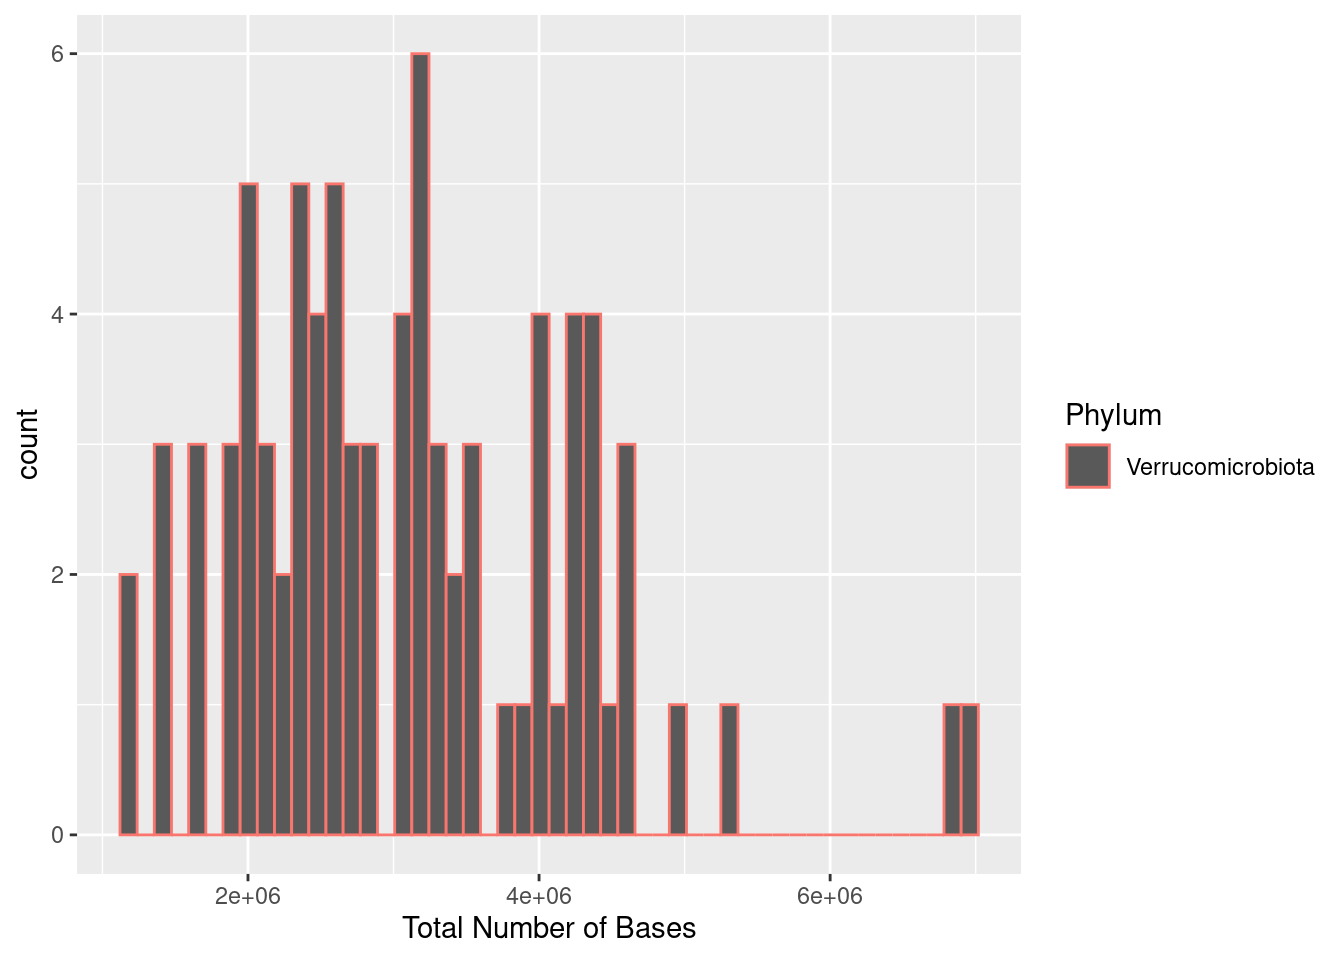 6
4
2
0
count
2e+06 4e+06 6e+06
Total Number of Bases
Phylum
Verrucomicrobiota